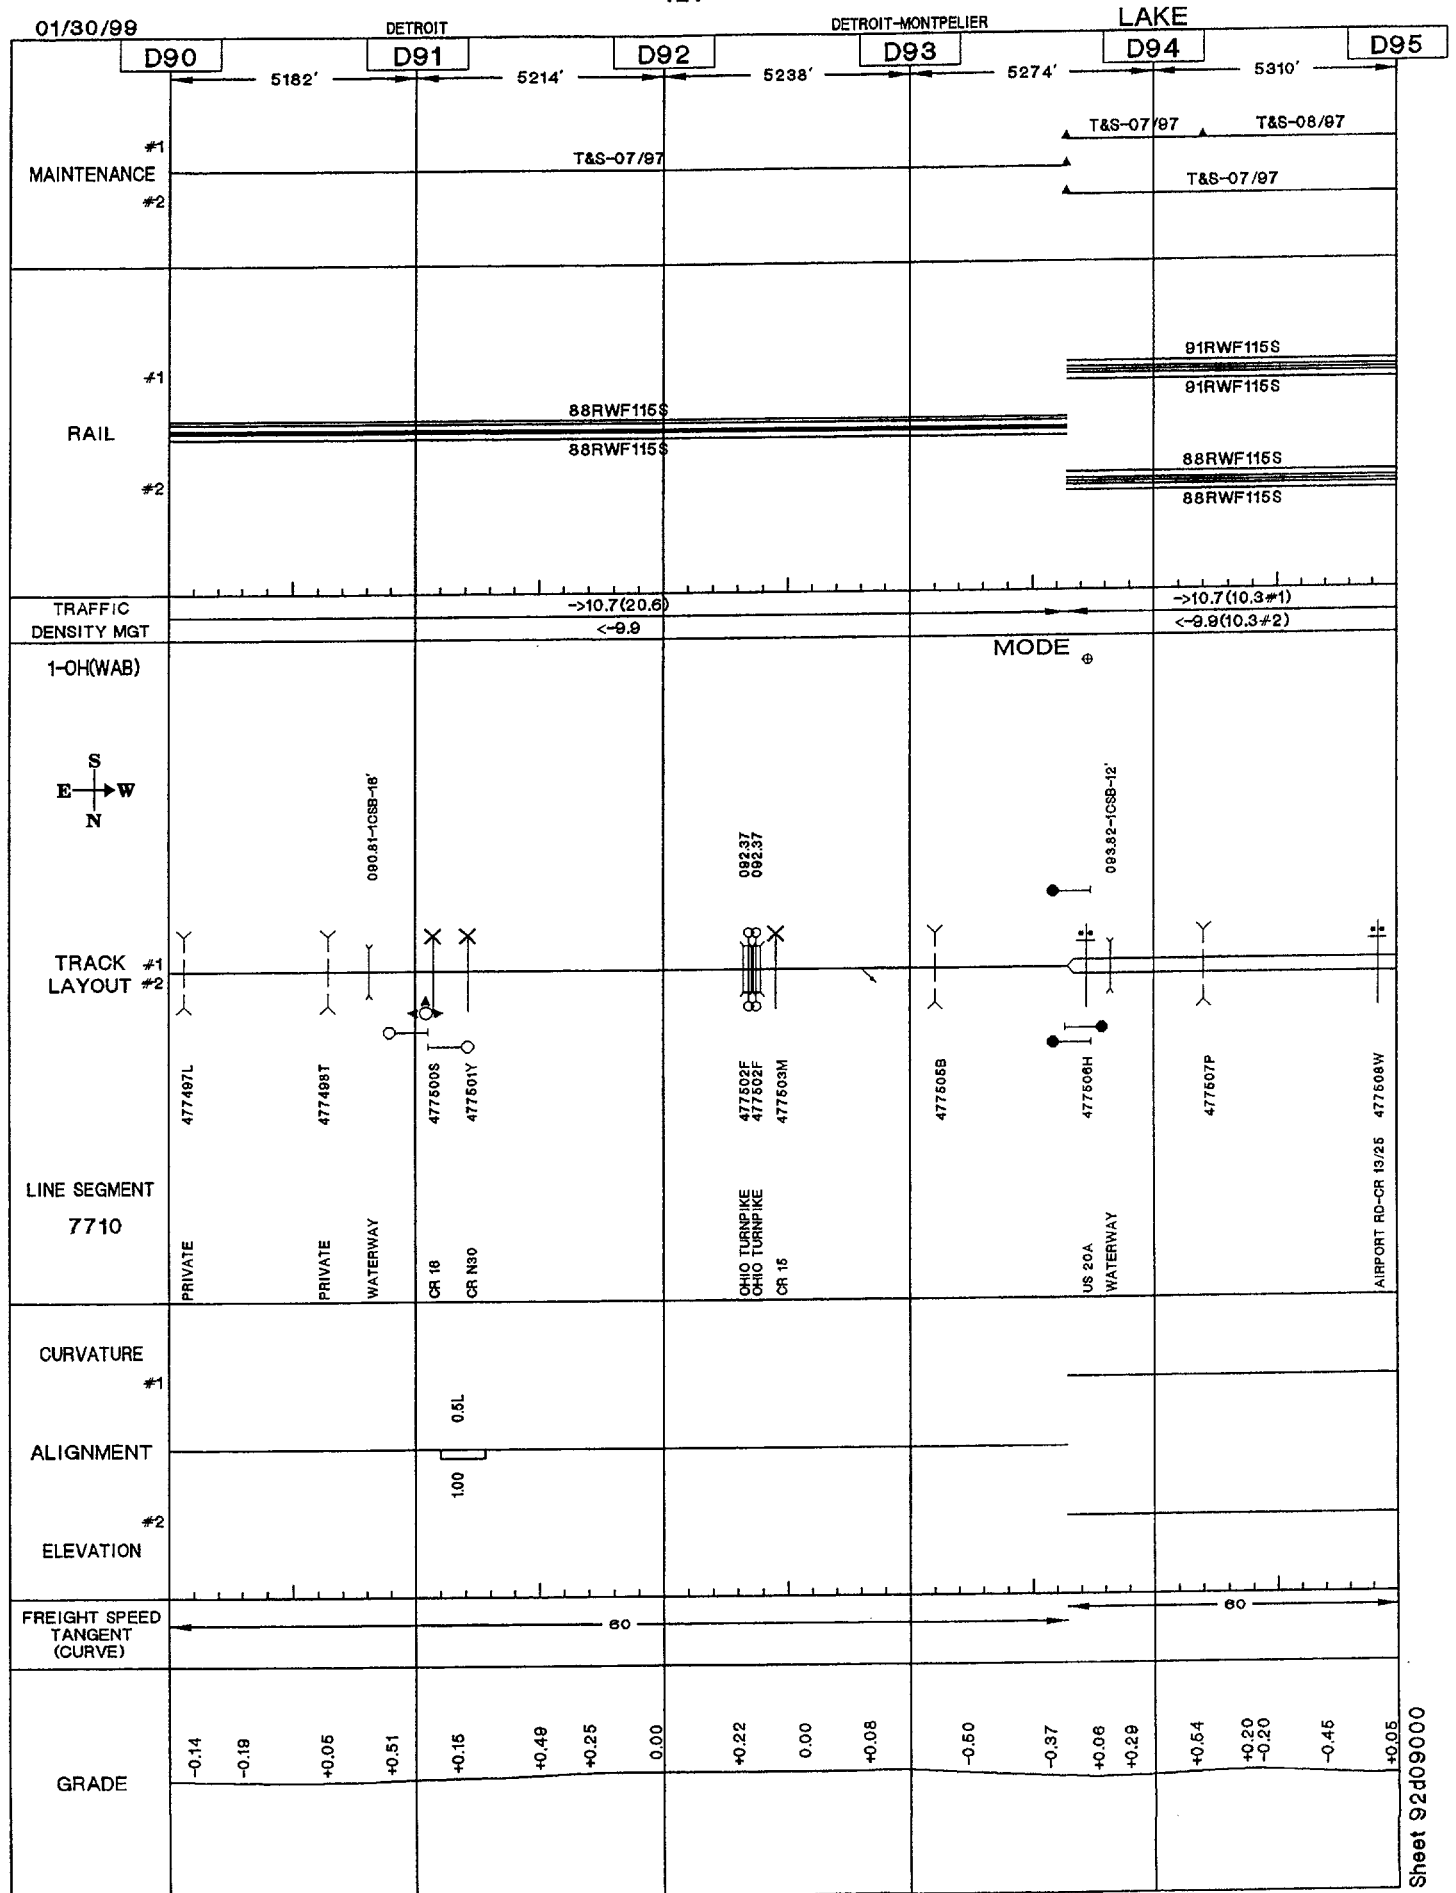 01/30/99
DETROIT
DETROIT-MONTPELIER
LAKE
D90
D91
D92
D93
D94
D95
5182'
5214'
5238'
5274'
5310'
#1
MAINTENANCE
#2
T&S-07/97
T&S-07/97
T&S-08/97
T&S-07/97
#1
RAIL
#2
88RWF115S
88RWF115S
91RWF115S
91RWF115S
88RWF115S
88RWF115S
TRAFFIC
DENSITY MGT
->10.7(20.6)
<-9.9
->10.7(10.3#1)
<-9.9(10.3#2)
1-OH(WAB)
MODE
S
E W
N
090.81-1CSB-16'
092.37
092.37
093.82-1CSB-12'
TRACK #1
LAYOUT #2
477497L
477498T
477500S
477501Y
477502F
477502F
477503M
477505B
477506H
477507P
477508W
LINE SEGMENT
7710
PRIVATE
PRIVATE
WATERWAY
CR 16
CR N30
OHIO TURNPIKE
OHIO TURNPIKE
CR 15
US 20A
WATERWAY
AIRPORT RD-CR 13/25
CURVATURE
#1
ALIGNMENT
#2
ELEVATION
0.5L
1.00
FREIGHT SPEED
TANGENT
(CURVE)
60
60
GRADE
-0.14
-0.19
+0.05
+0.51
+0.15
+0.49
+0.25
0.00
+0.22
0.00
+0.08
-0.50
-0.37
+0.06
+0.29
+0.54
+0.20
-0.20
-0.45
+0.05
Sheet 92d09000